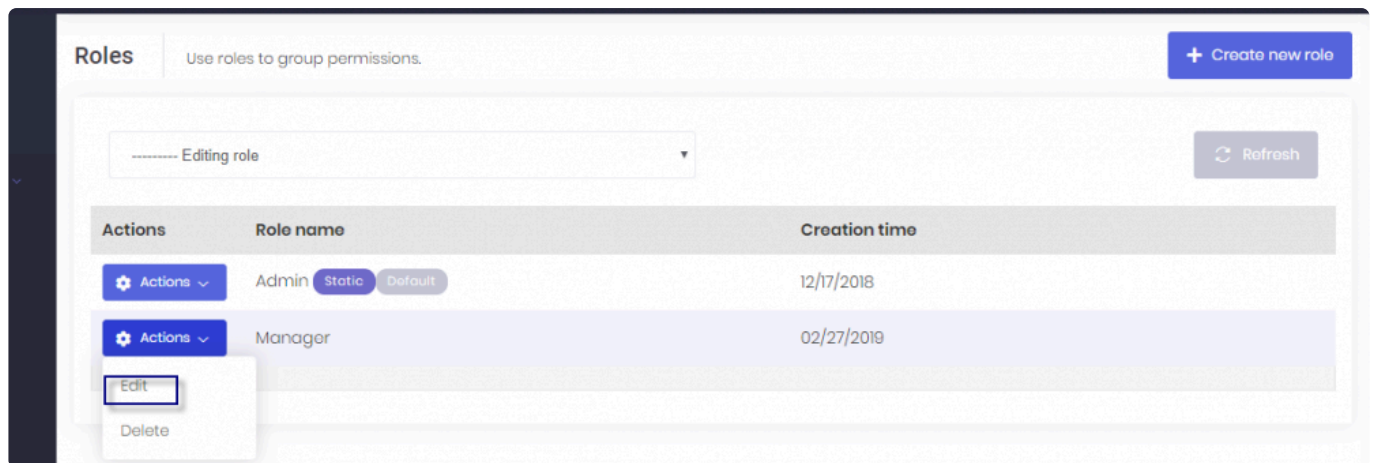 Roles
Use roles to group permissions.
+ Create new role
--------- Editing role
Refresh
Actions Role name Creation time
Actions Admin Static Default 12/17/2018
Actions Manager 02/27/2019
Edit
Delete